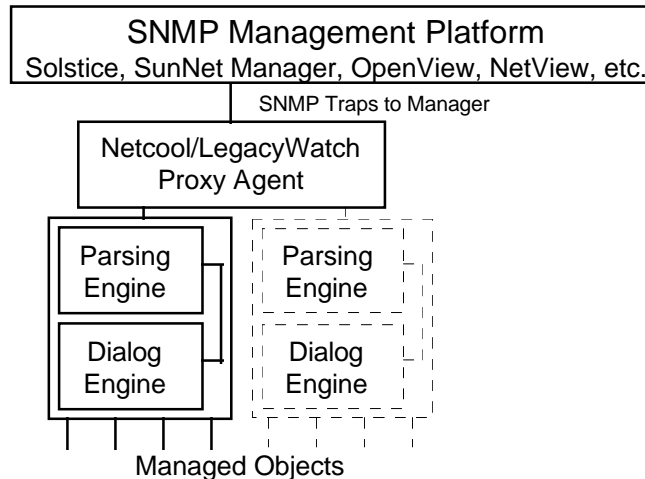 SNMP Management Platform
Solstice, SunNet Manager, OpenView, NetView, etc.
SNMP Traps to Manager
Netcool/LegacyWatch
Proxy Agent
Parsing
Engine
Parsing
Engine
Dialog
Engine
Dialog
Engine
Managed Objects